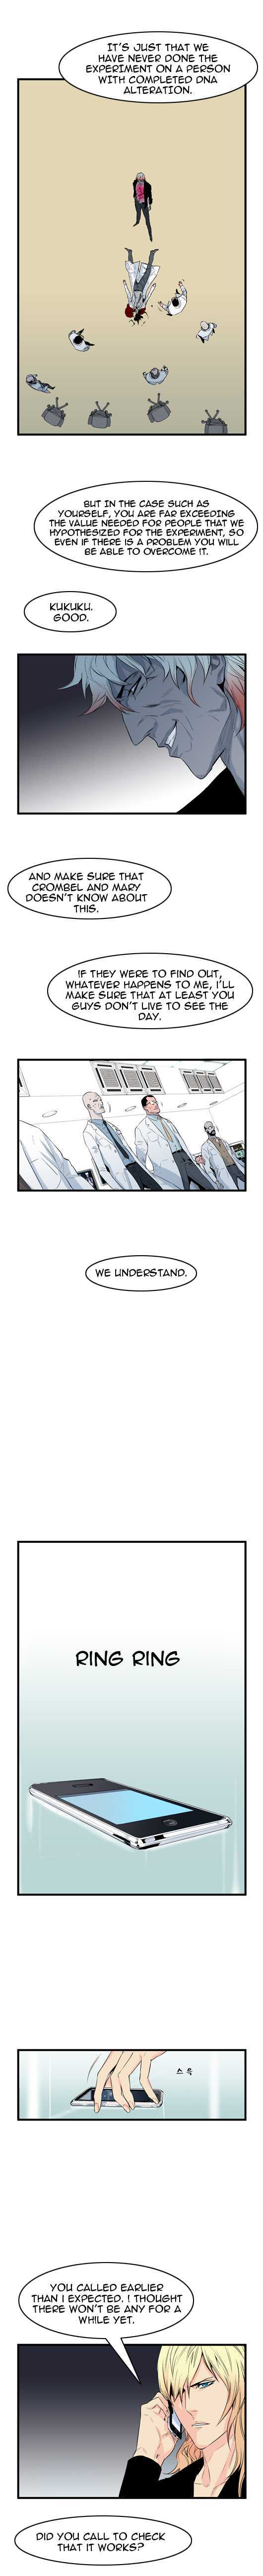 IT'S JUST THAT WE
HAVE NEVER DONE THE
EXPERIMENT ON A PERSON
WITH COMPLETED DNA
ALTERATION.
BUT IN THE CASE SUCH AS
YOURSELF, YOU ARE FAR EXCEEDING
THE VALUE NEEDED FOR PEOPLE THAT WE
HYPOTHESIZED FOR THE EXPERIMENT, SO
EVEN IF THERE IS A PROBLEM YOU WILL
BE ABLE TO OVERCOME IT.
KUKUKU.
GOOD.
AND MAKE SURE THAT
CROMBEL AND MARY
DOESN'T KNOW ABOUT
THIS.
IF THEY WERE TO FIND OUT,
WHATEVER HAPPENS TO ME, I'LL
MAKE SURE THAT AT LEAST YOU
GUYS DON'T LIVE TO SEE THE
DAY.
WE UNDERSTAND.
RING RING
스윽
YOU CALLED EARLIER
THAN I EXPECTED. I THOUGHT
THERE WON'T BE ANY FOR A
WHILE YET.
DID YOU CALL TO CHECK
THAT IT WORKS?